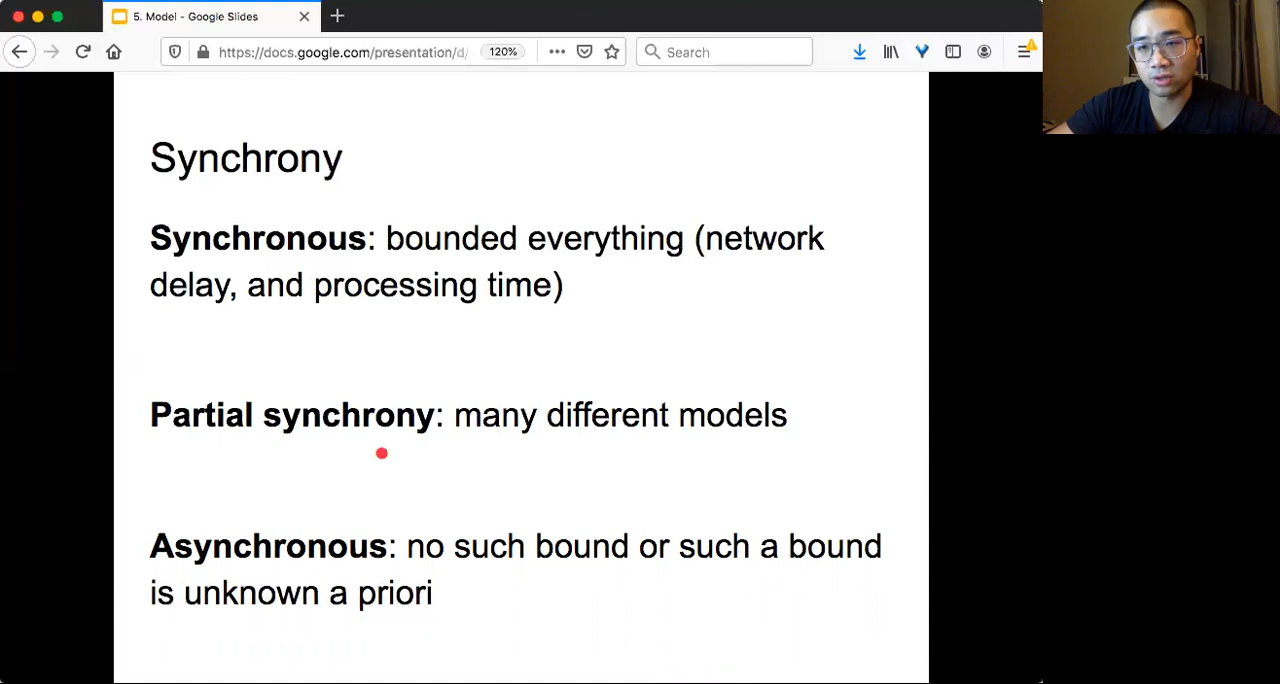 5. Model - Google Slides
https://docs.google.com/presentation/d/
120%
Search
Synchrony
Synchronous: bounded everything (network
delay, and processing time)
Partial synchrony: many different models
Asynchronous: no such bound or such a bound
is unknown a priori